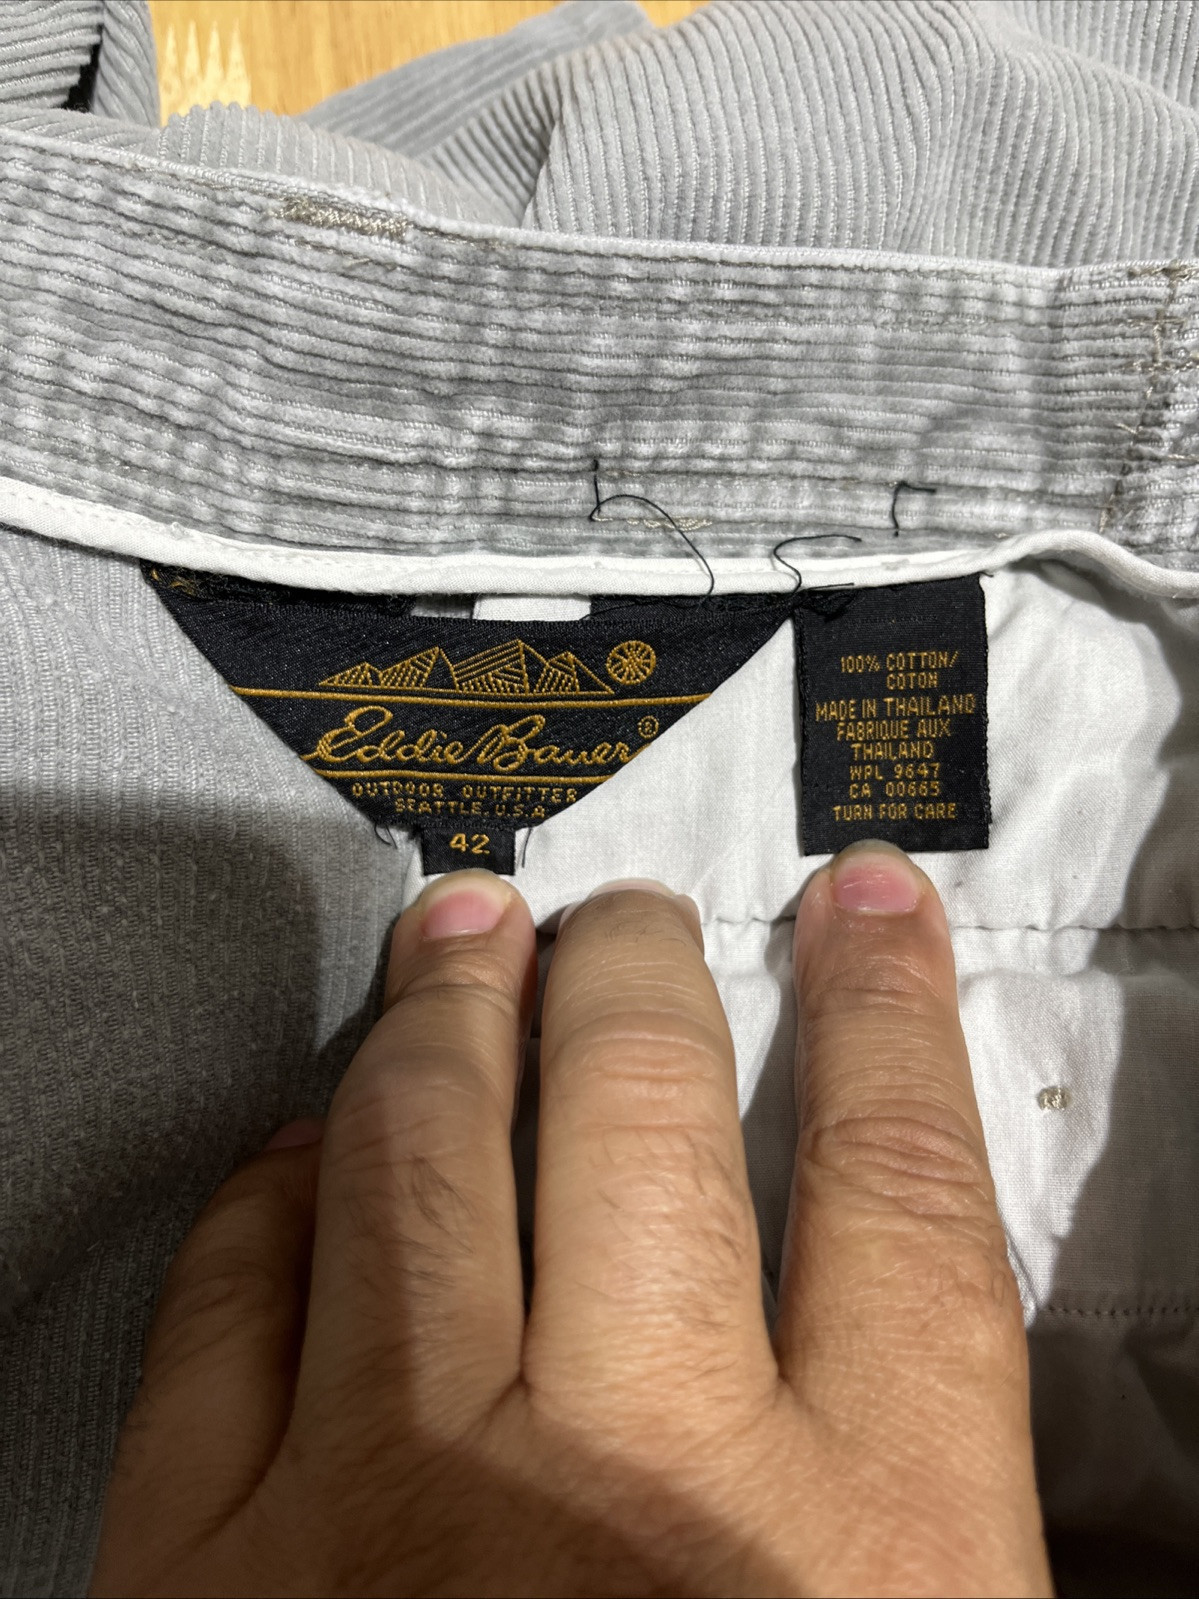 Eddie Bauer®
OUTDOOR OUTFITTERS
SEATTLE, U.S.A
42
100% COTTON/
COTON
MADE IN THAILAND
FABRIQUE AUX
THAILAND
WPL 9647
CA 00665
TURN FOR CARE